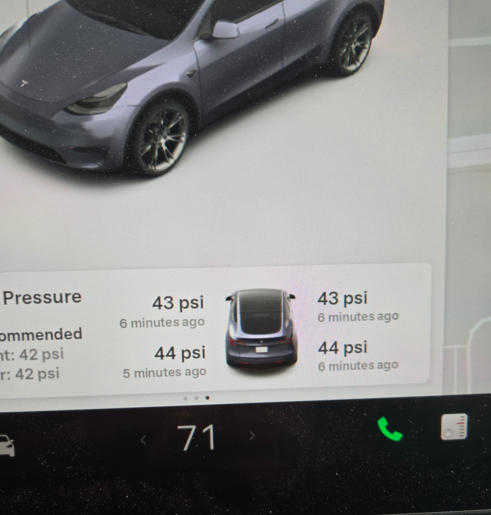 Pressure
ommended
nt: 42 psi
r: 42 psi
43 psi
6 minutes ago
44 psi
5 minutes ago
43 psi
6 minutes ago
44 psi
6 minutes ago
71